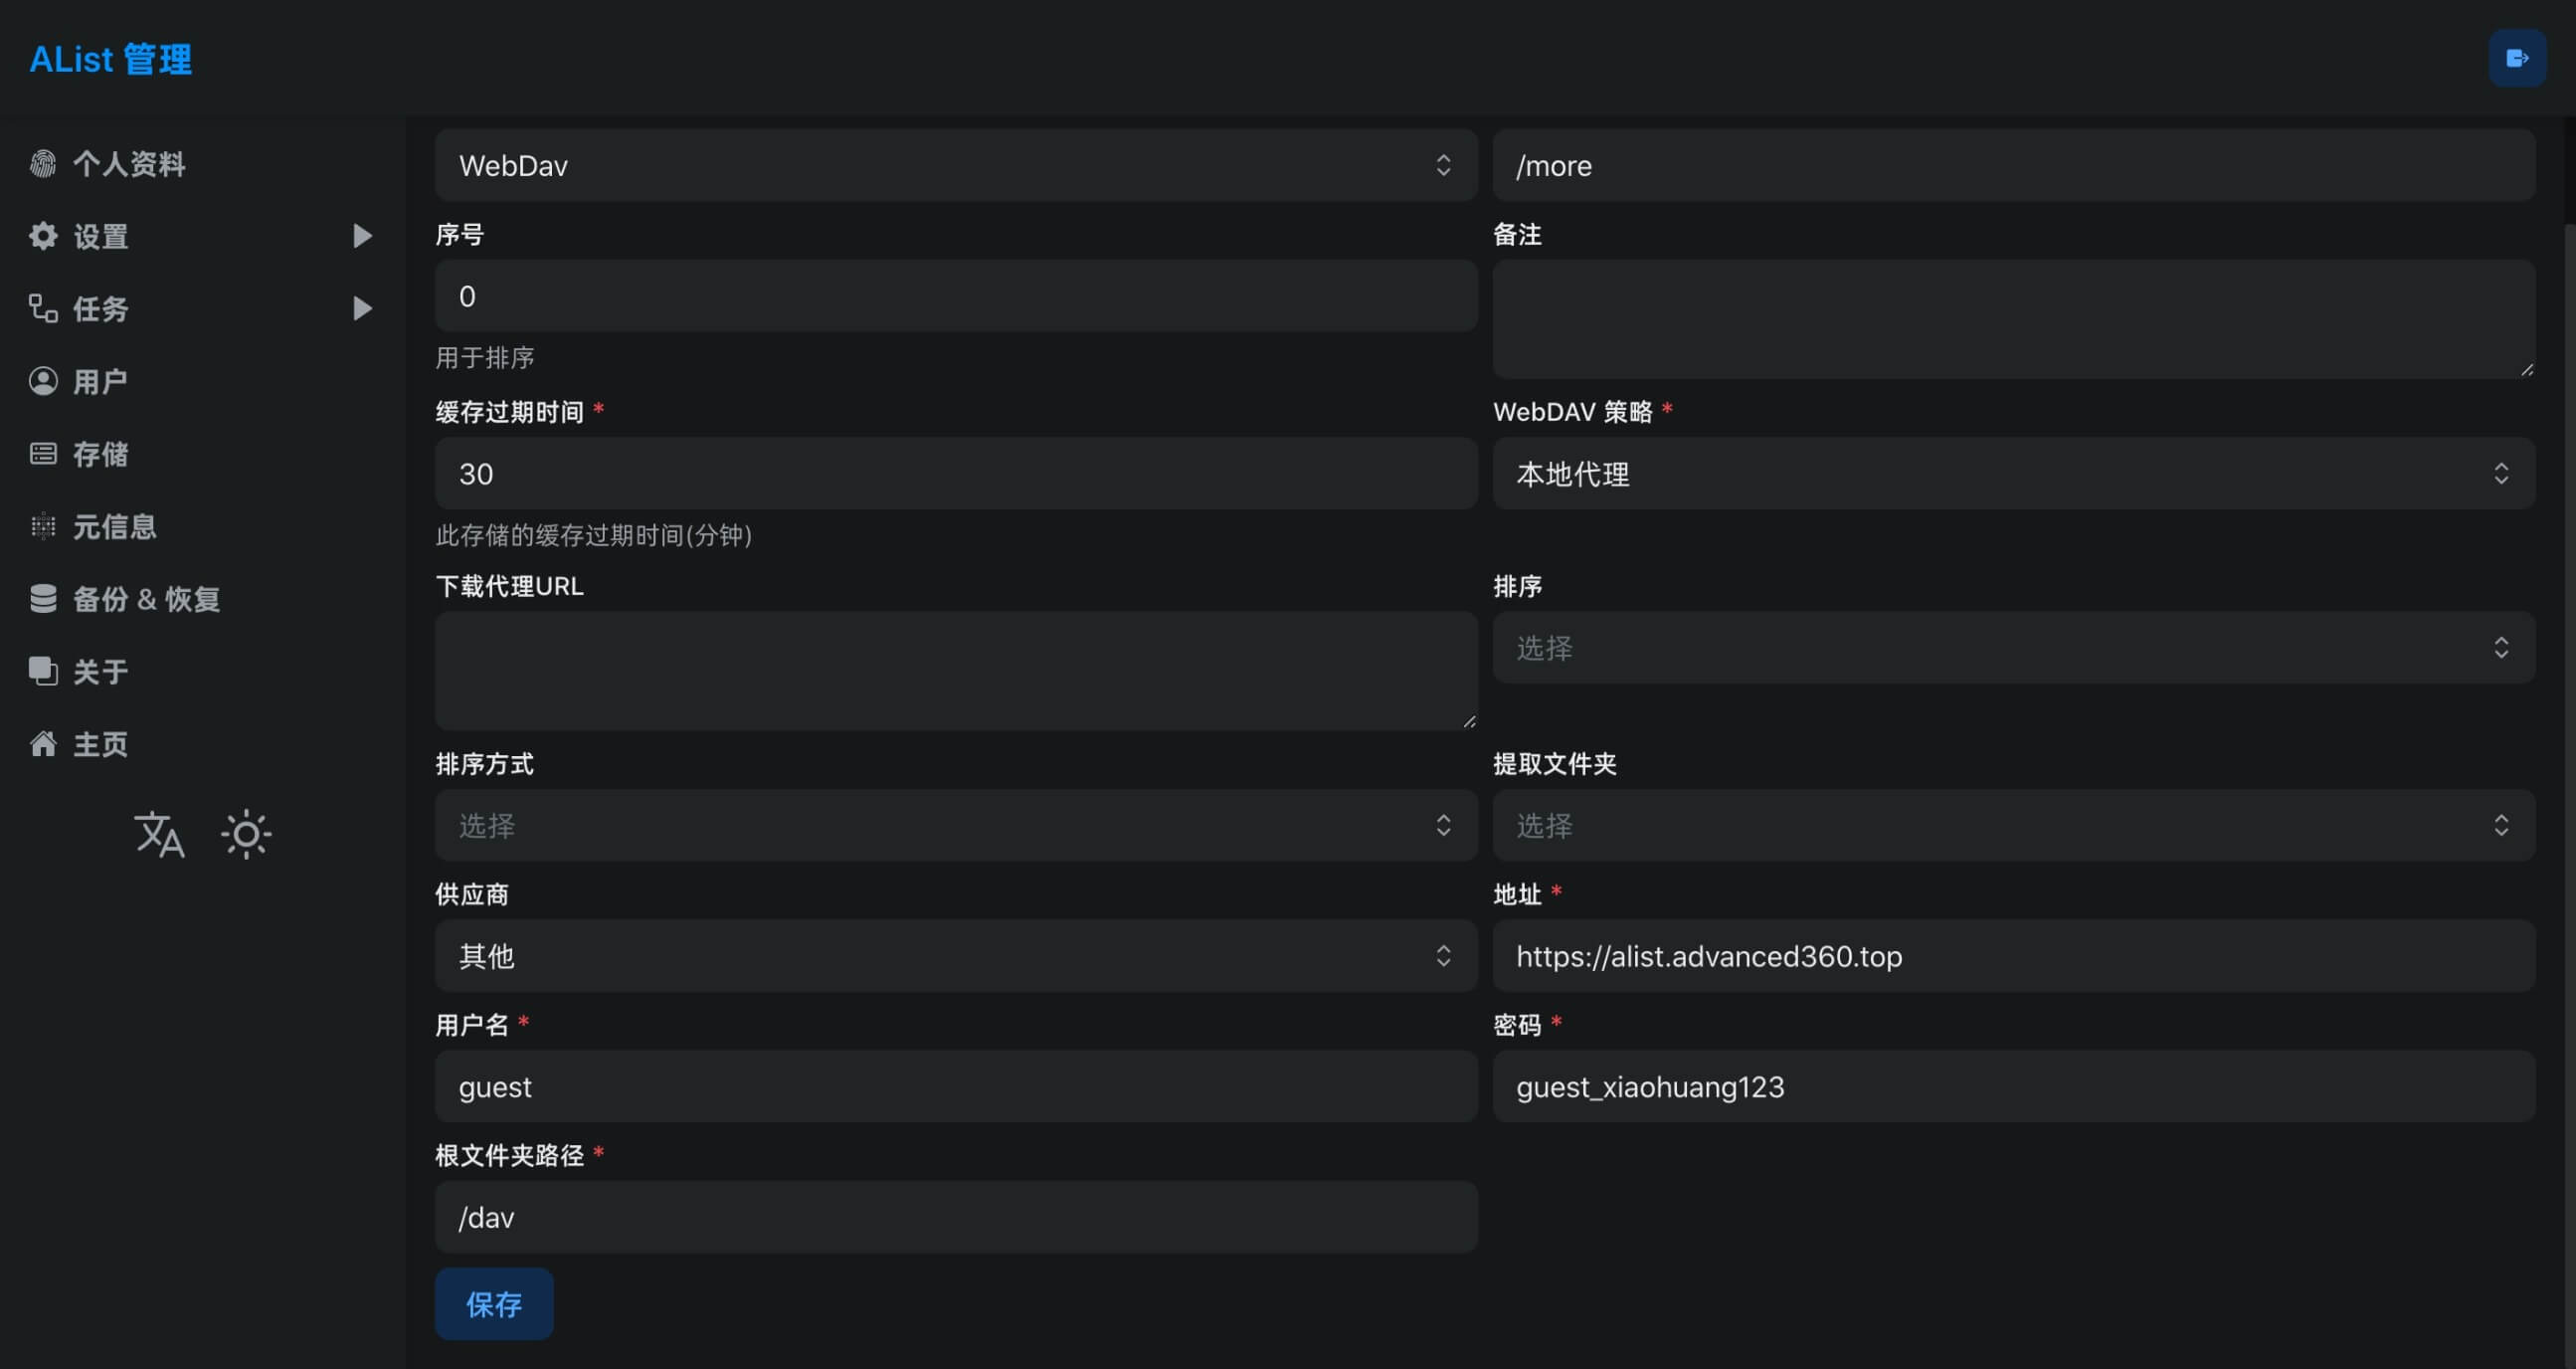 AList 管理
个人资料
设置
任务
用户
存储
元信息
备份 & 恢复
关于
主页
WebDav
/more
序号
备注
0
用于排序
缓存过期时间 *
WebDAV 策略 *
30
本地代理
此存储的缓存过期时间(分钟)
下载代理URL
排序
选择
排序方式
提取文件夹
选择
选择
供应商
地址 *
其他
https://alist.advanced360.top
用户名 *
密码 *
guest
guest_xiaohuang123
根文件夹路径 *
/dav
保存